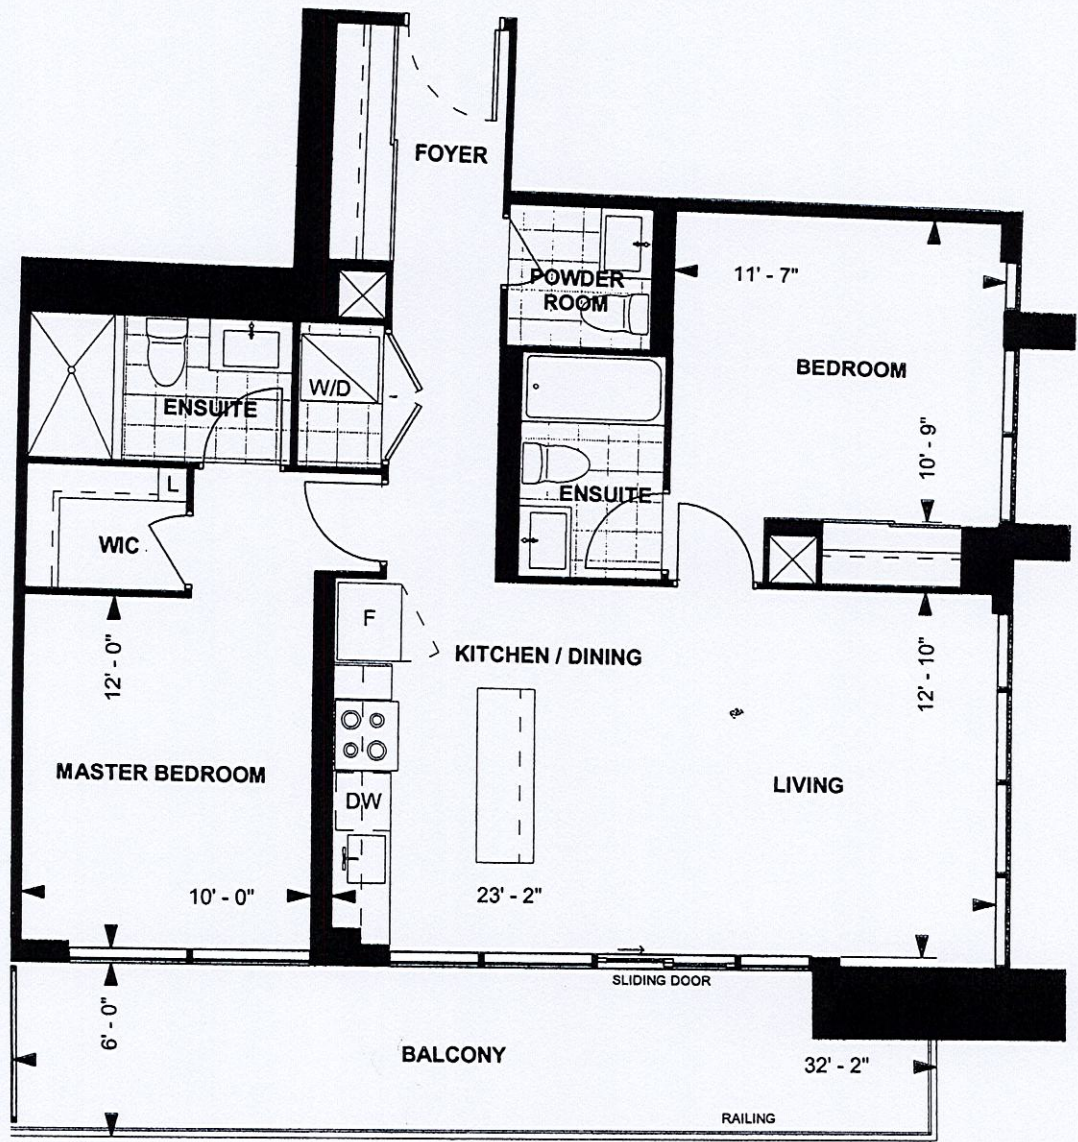 FOYER
POWDER
ROOM
11' - 7"
BEDROOM
10' - 9"
W/D
ENSUITE
L
WIC
ENSUITE
12' - 0"
F
KITCHEN / DINING
12' - 10"
MASTER BEDROOM
DW
LIVING
10' - 0"
23' - 2"
SLIDING DOOR
6' - 0"
BALCONY
32' - 2"
RAILING